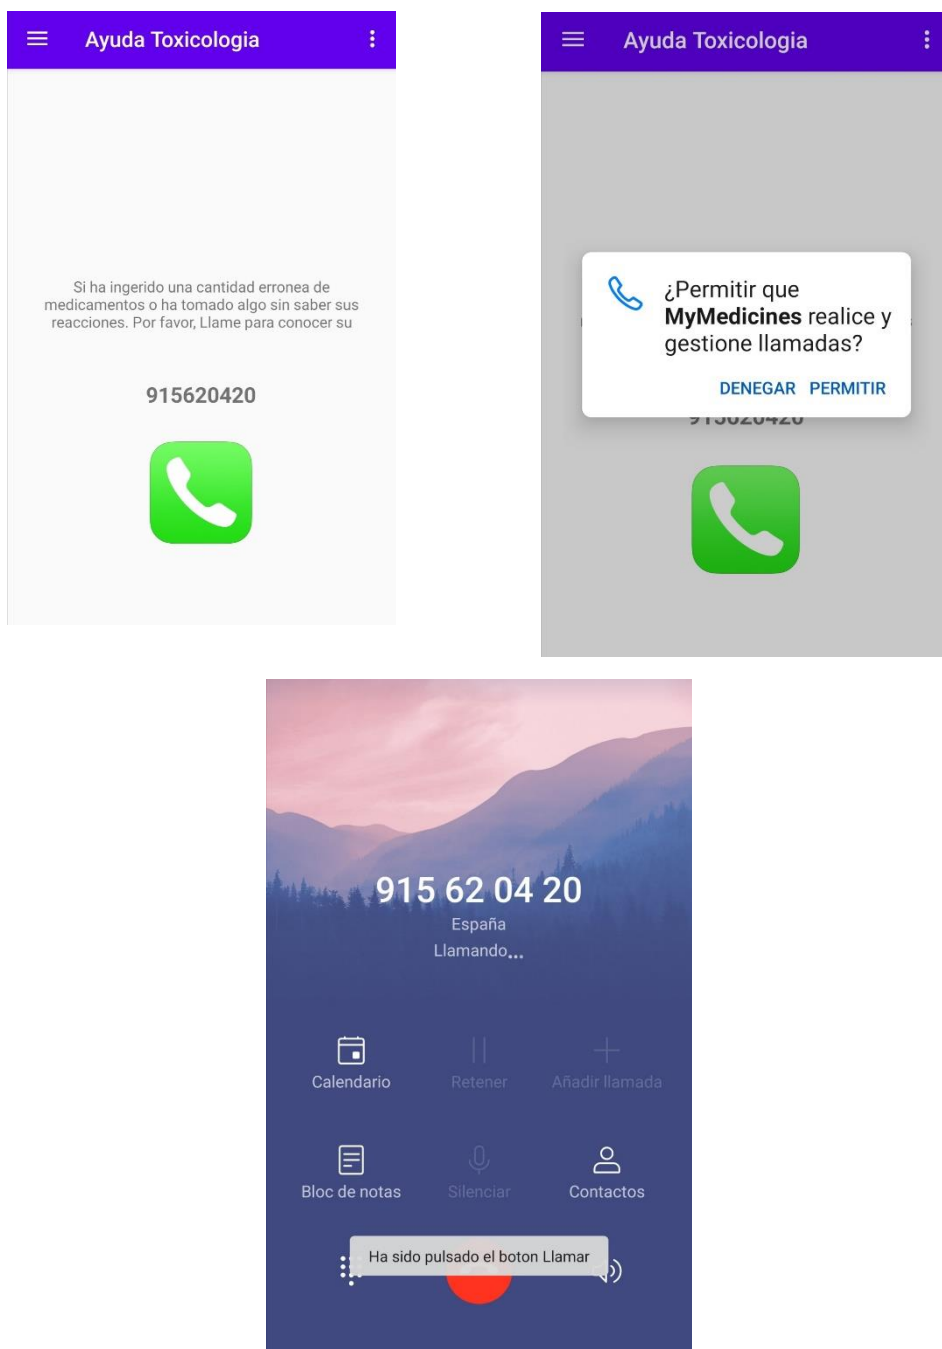 Ayuda Toxicologia
Si ha ingerido una cantidad erronea de
medicamentos o ha tomado algo sin saber sus
reacciones. Por favor, Llame para conocer su
915620420
Ayuda Toxicologia
¿Permitir que
MyMedicines realice y
gestione llamadas?
DENEGAR PERMITIR
915620420
915 62 04 20
España
Llamando...
Calendario
Retener
Añadir llamada
Bloc de notas
Silenciar
Contactos
Ha sido pulsado el boton Llamar